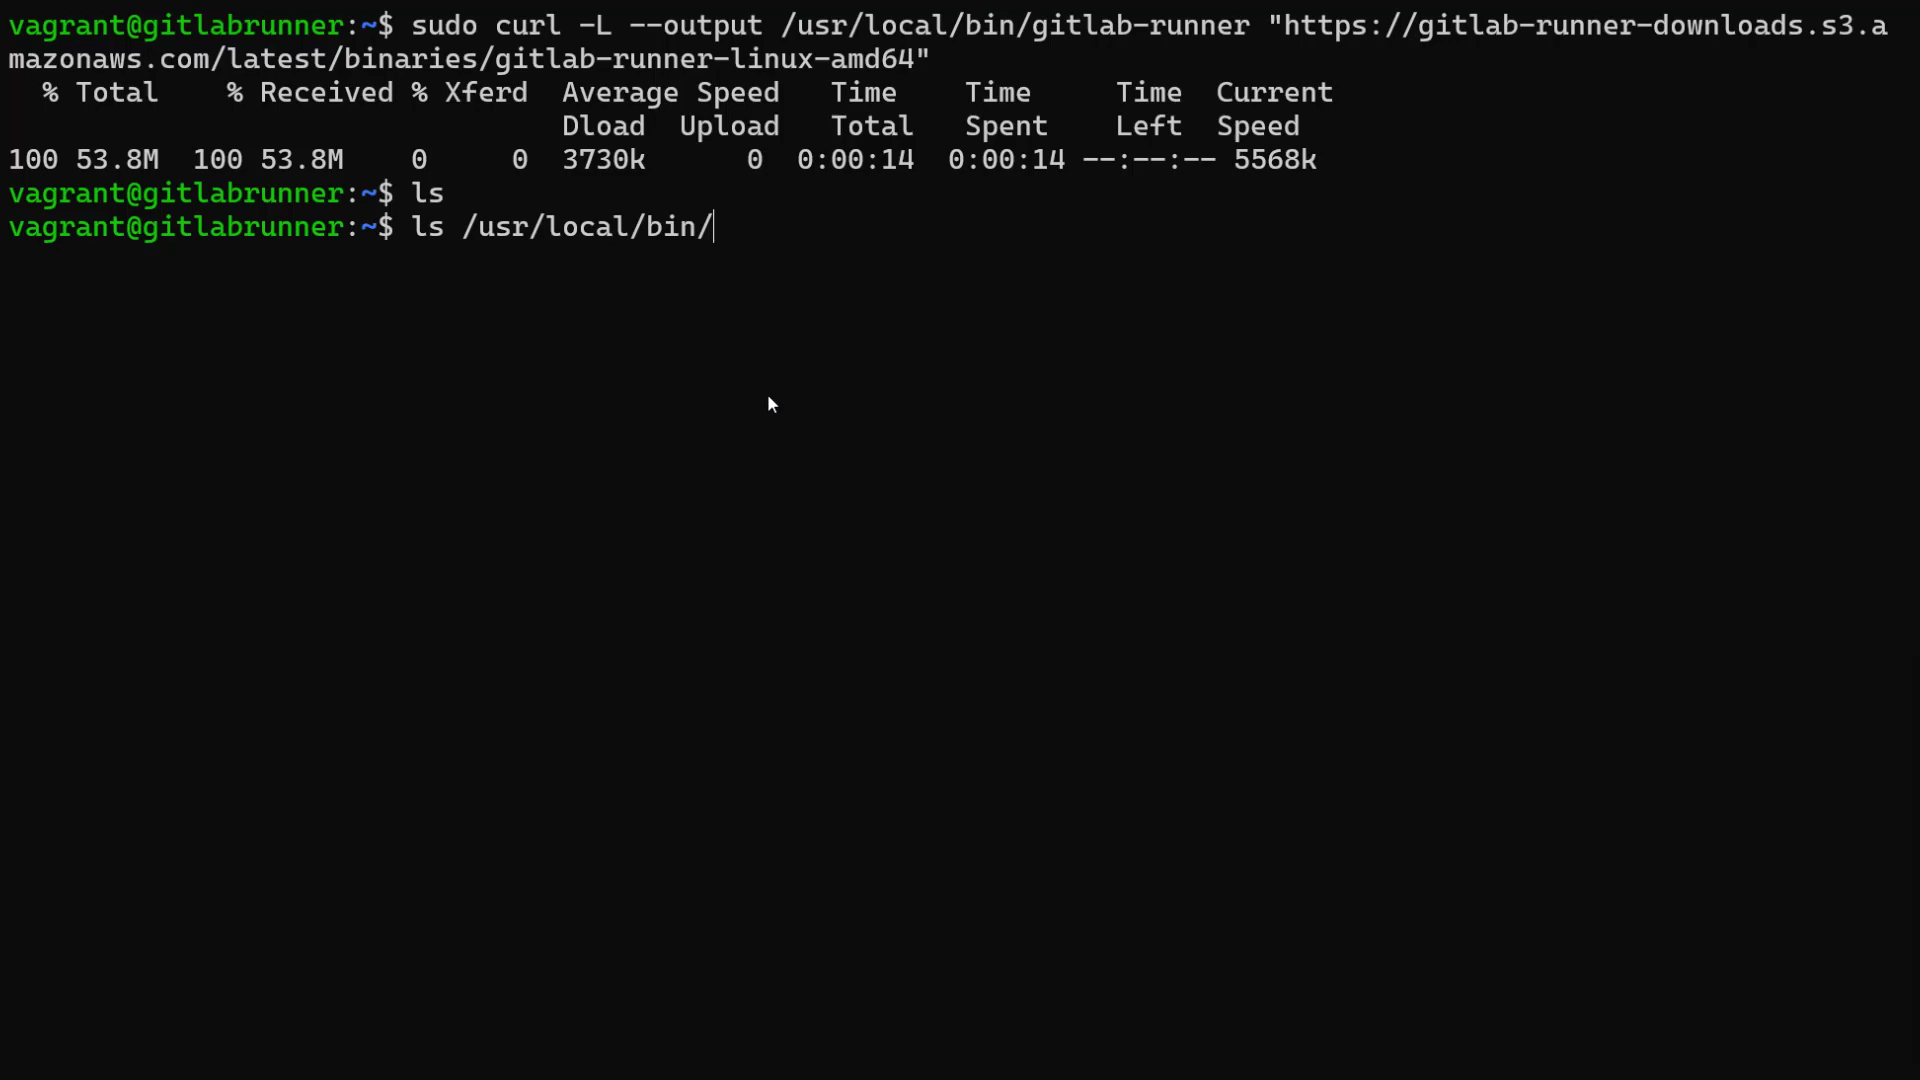 vagrant@gitlabrunner:~$ sudo curl -L --output /usr/local/bin/gitlab-runner "https://gitlab-runner-downloads.s3.a
mazonaws.com/latest/binaries/gitlab-runner-linux-amd64"
  % Total    % Received % Xferd  Average Speed   Time    Time     Time  Current
                                 Dload  Upload   Total   Spent    Left  Speed
100 53.8M  100 53.8M    0     0  3730k      0  0:00:14  0:00:14 --:--:-- 5568k
vagrant@gitlabrunner:~$ ls
vagrant@gitlabrunner:~$ ls /usr/local/bin/